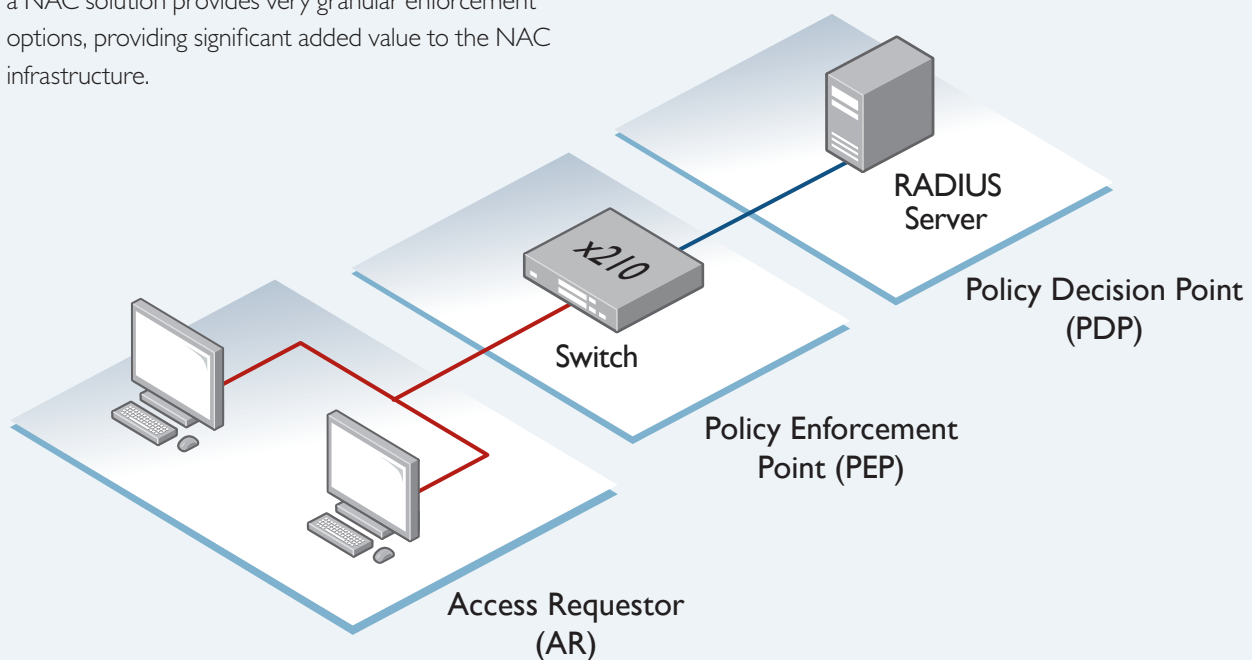 a NAC solution provides very granular enforcement
options, providing significant added value to the NAC
infrastructure.
RADIUS
Server
Policy Decision Point
(PDP)
x210
Switch
Policy Enforcement
Point (PEP)
Access Requestor
(AR)